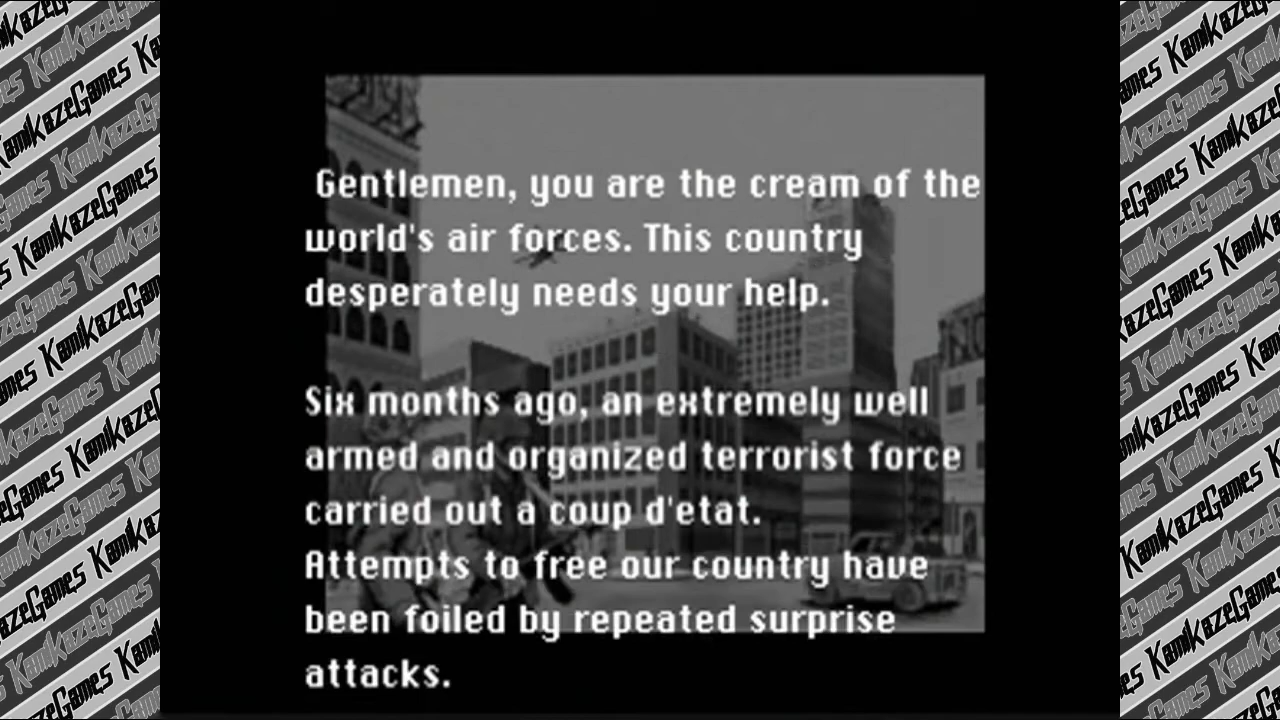 Gentlemen, you are the cream of the
world's air forces. This country
desperately needs your help.
Six months ago, an extremely well
armed and organized terrorist force
carried out a coup d'etat.
Attempts to free our country have
been foiled by repeated surprise
attacks.
KamikazeGames
KamikazeGames